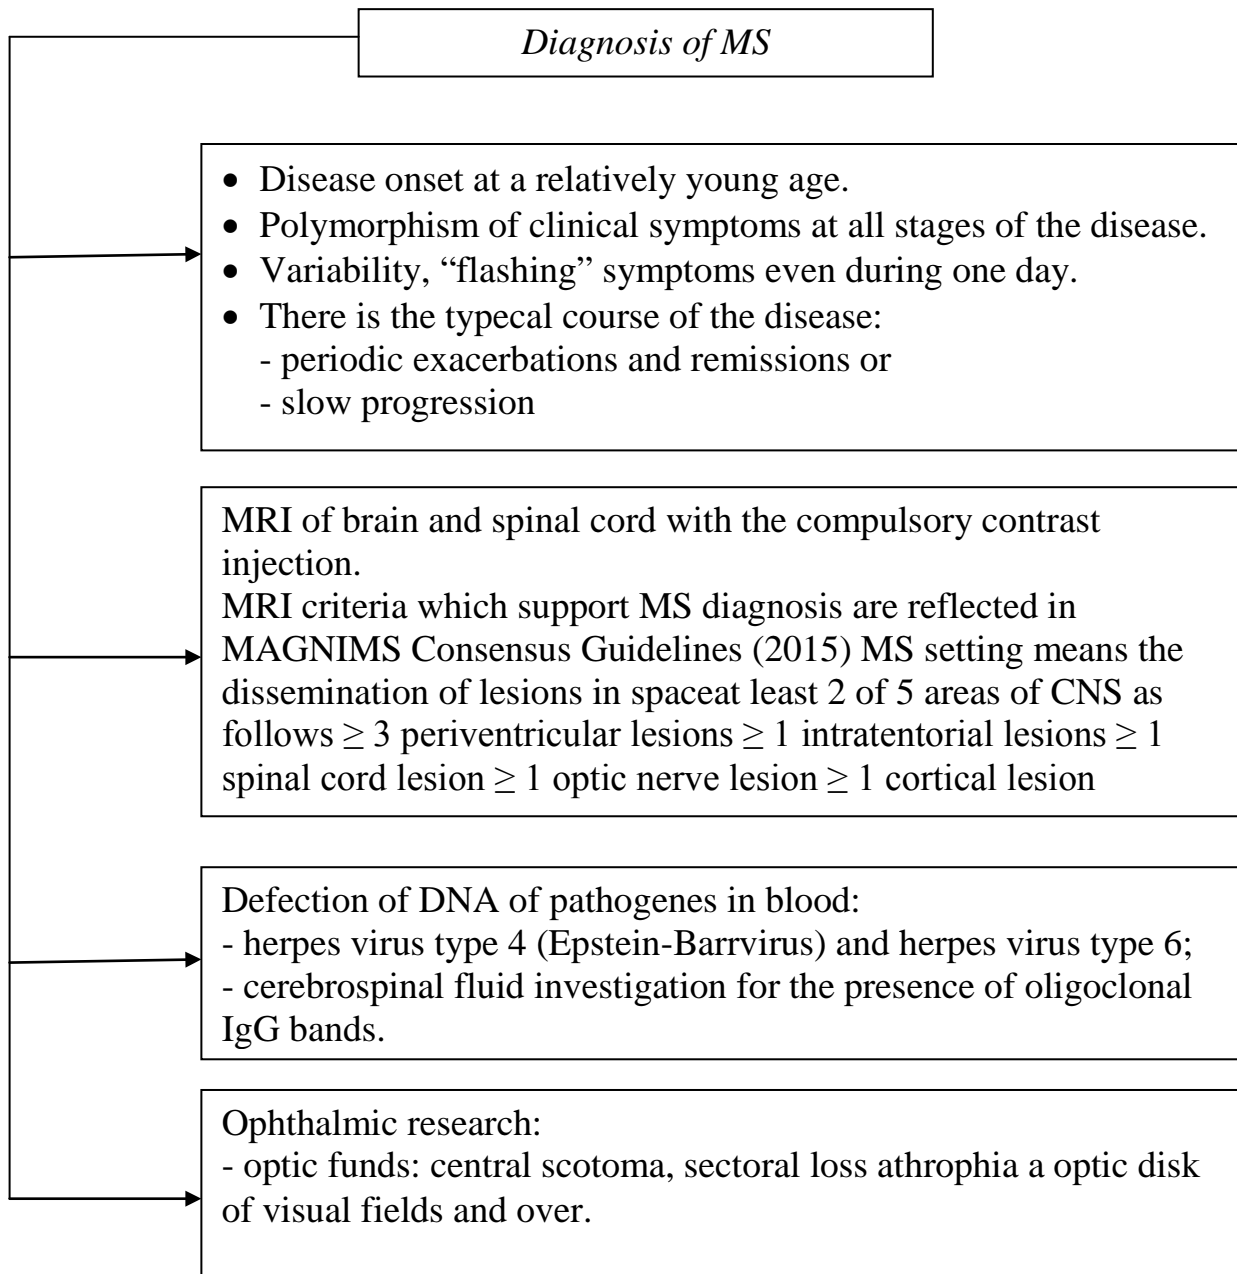 Diagnosis of MS
• Disease onset at a relatively young age.
• Polymorphism of clinical symptoms at all stages of the disease.
• Variability, “flashing” symptoms even during one day.
• There is the typecal course of the disease:
- periodic exacerbations and remissions or
- slow progression
MRI of brain and spinal cord with the compulsory contrast
injection.
MRI criteria which support MS diagnosis are reflected in
MAGNIMS Consensus Guidelines (2015) MS setting means the
dissemination of lesions in spaceat least 2 of 5 areas of CNS as
follows ≥ 3 periventricular lesions ≥ 1 intratentorial lesions ≥ 1
spinal cord lesion ≥ 1 optic nerve lesion ≥ 1 cortical lesion
Defection of DNA of pathogenes in blood:
- herpes virus type 4 (Epstein-Barrvirus) and herpes virus type 6;
- cerebrospinal fluid investigation for the presence of oligoclonal
IgG bands.
Ophthalmic research:
- optic funds: central scotoma, sectoral loss athrophia a optic disk
of visual fields and over.